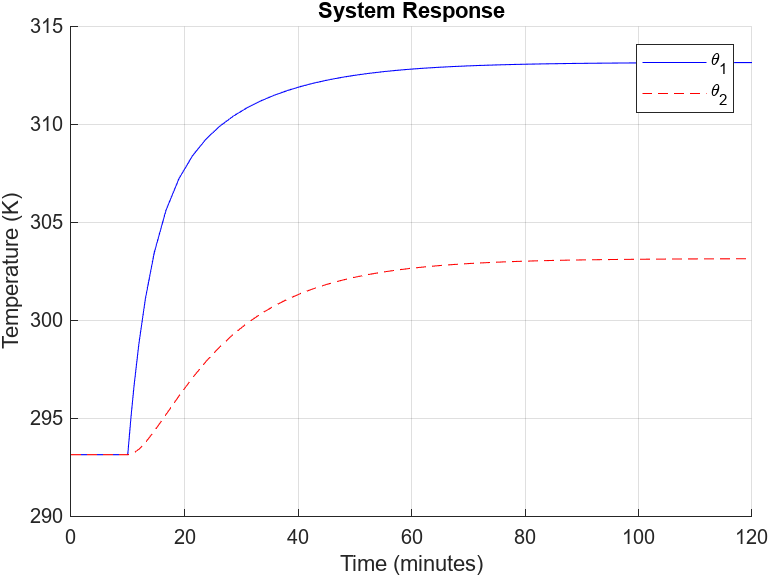 System Response
315
310
305
300
295
290
Temperature (K)
θ1
θ2
0 20 40 60 80 100 120
Time (minutes)